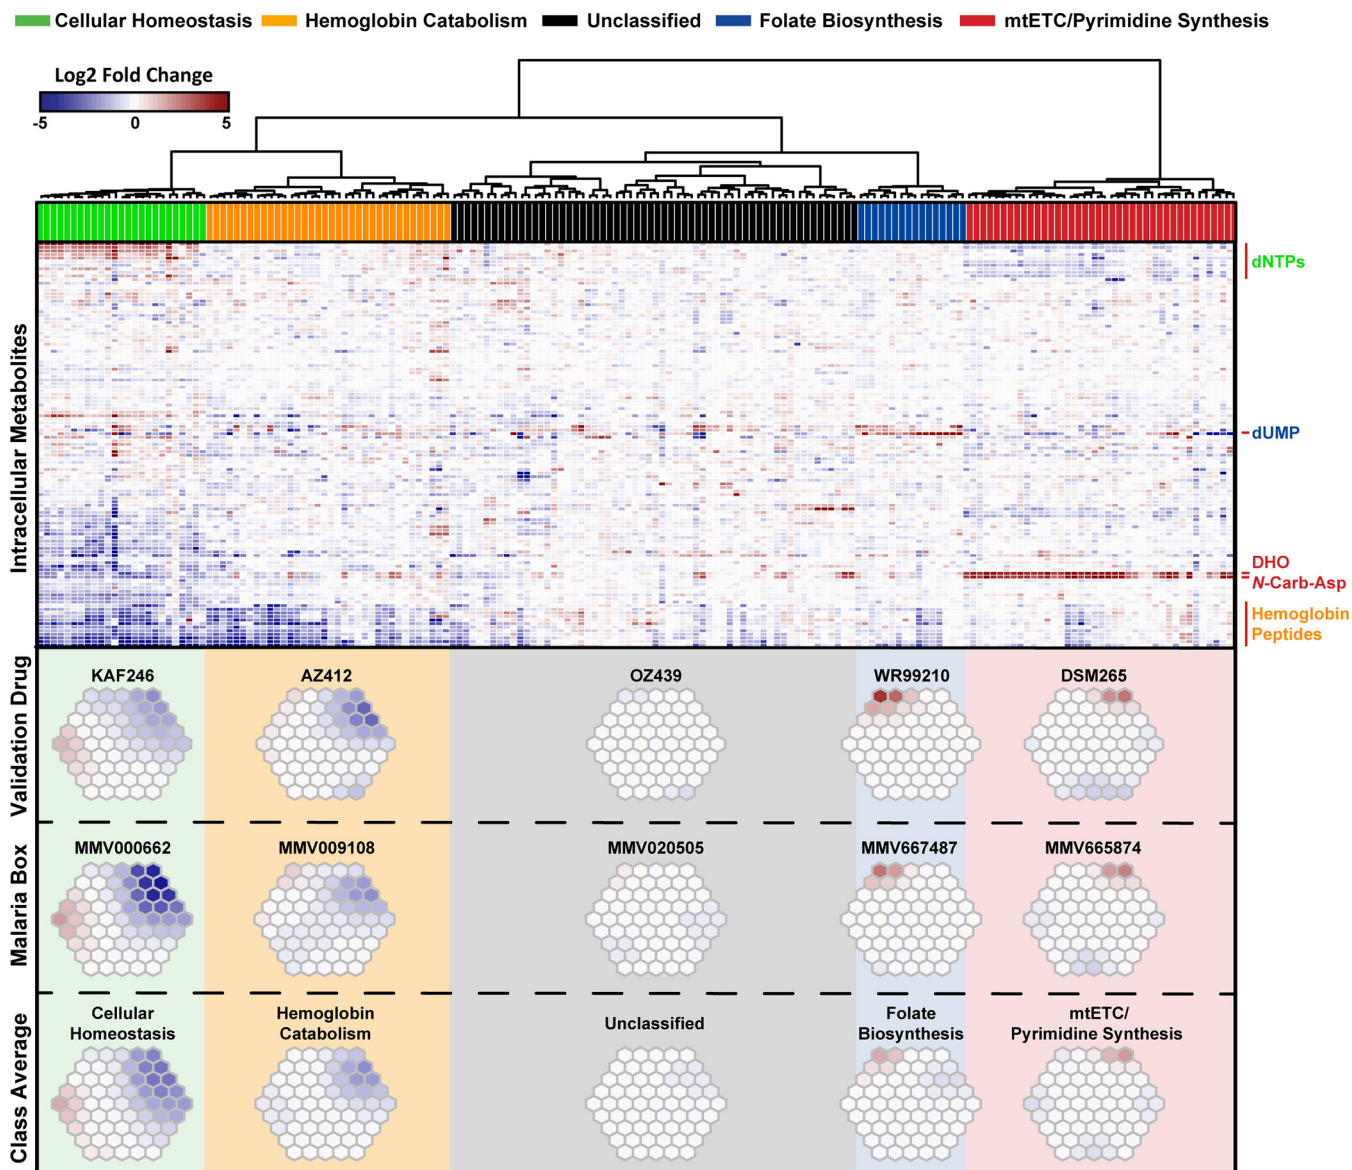 Cellular Homeostasis Hemoglobin Catabolism Unclassified Folate Biosynthesis mtETC/Pyrimidine Synthesis
Log2 Fold Change
-5 0 5
Intracellular Metabolites
dNTPs
dUMP
DHO
N-Carb-Asp
Hemoglobin
Peptides
Validation Drug
KAF246 AZ412 OZ439 WR99210 DSM265
Malaria Box
MMV000662 MMV009108 MMV020505 MMV667487 MMV665874
Class Average
Cellular
Homeostasis
Hemoglobin
Catabolism
Unclassified
Folate
Biosynthesis
mtETC/
Pyrimidine Synthesis